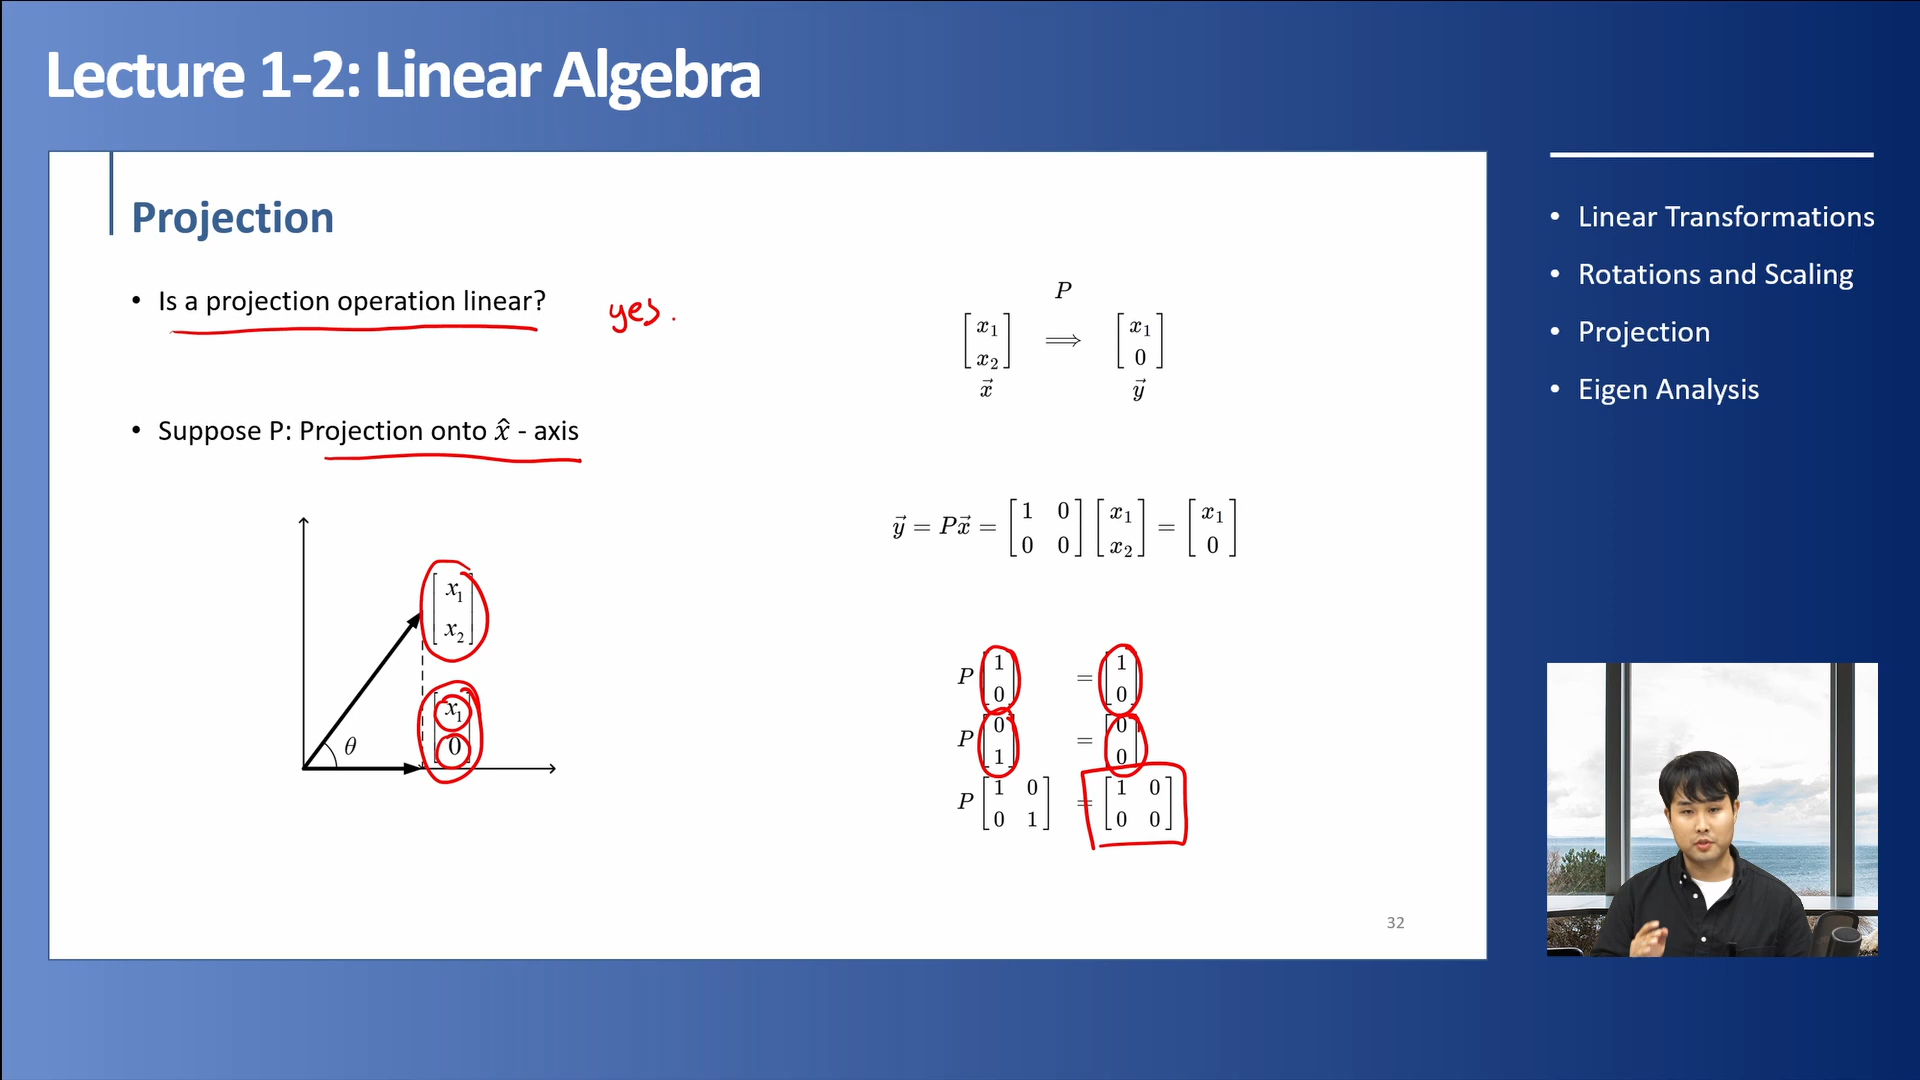 Lecture 1-2: Linear Algebra
Projection
• Is a projection operation linear? yes.
• Suppose P: Projection onto x̂ - axis
[x₁
x₂]
[x₁
0]
θ
P
[x₁
x₂] ⟹ [x₁
0]
x⃗ y⃗
y⃗ = Px⃗ = [1 0
0 0] [x₁
x₂] = [x₁
0]
P [1
0] = [1
0]
P [0
1] = [0
0]
P [1 0
0 1] = [1 0
0 0]
32
• Linear Transformations
• Rotations and Scaling
• Projection
• Eigen Analysis